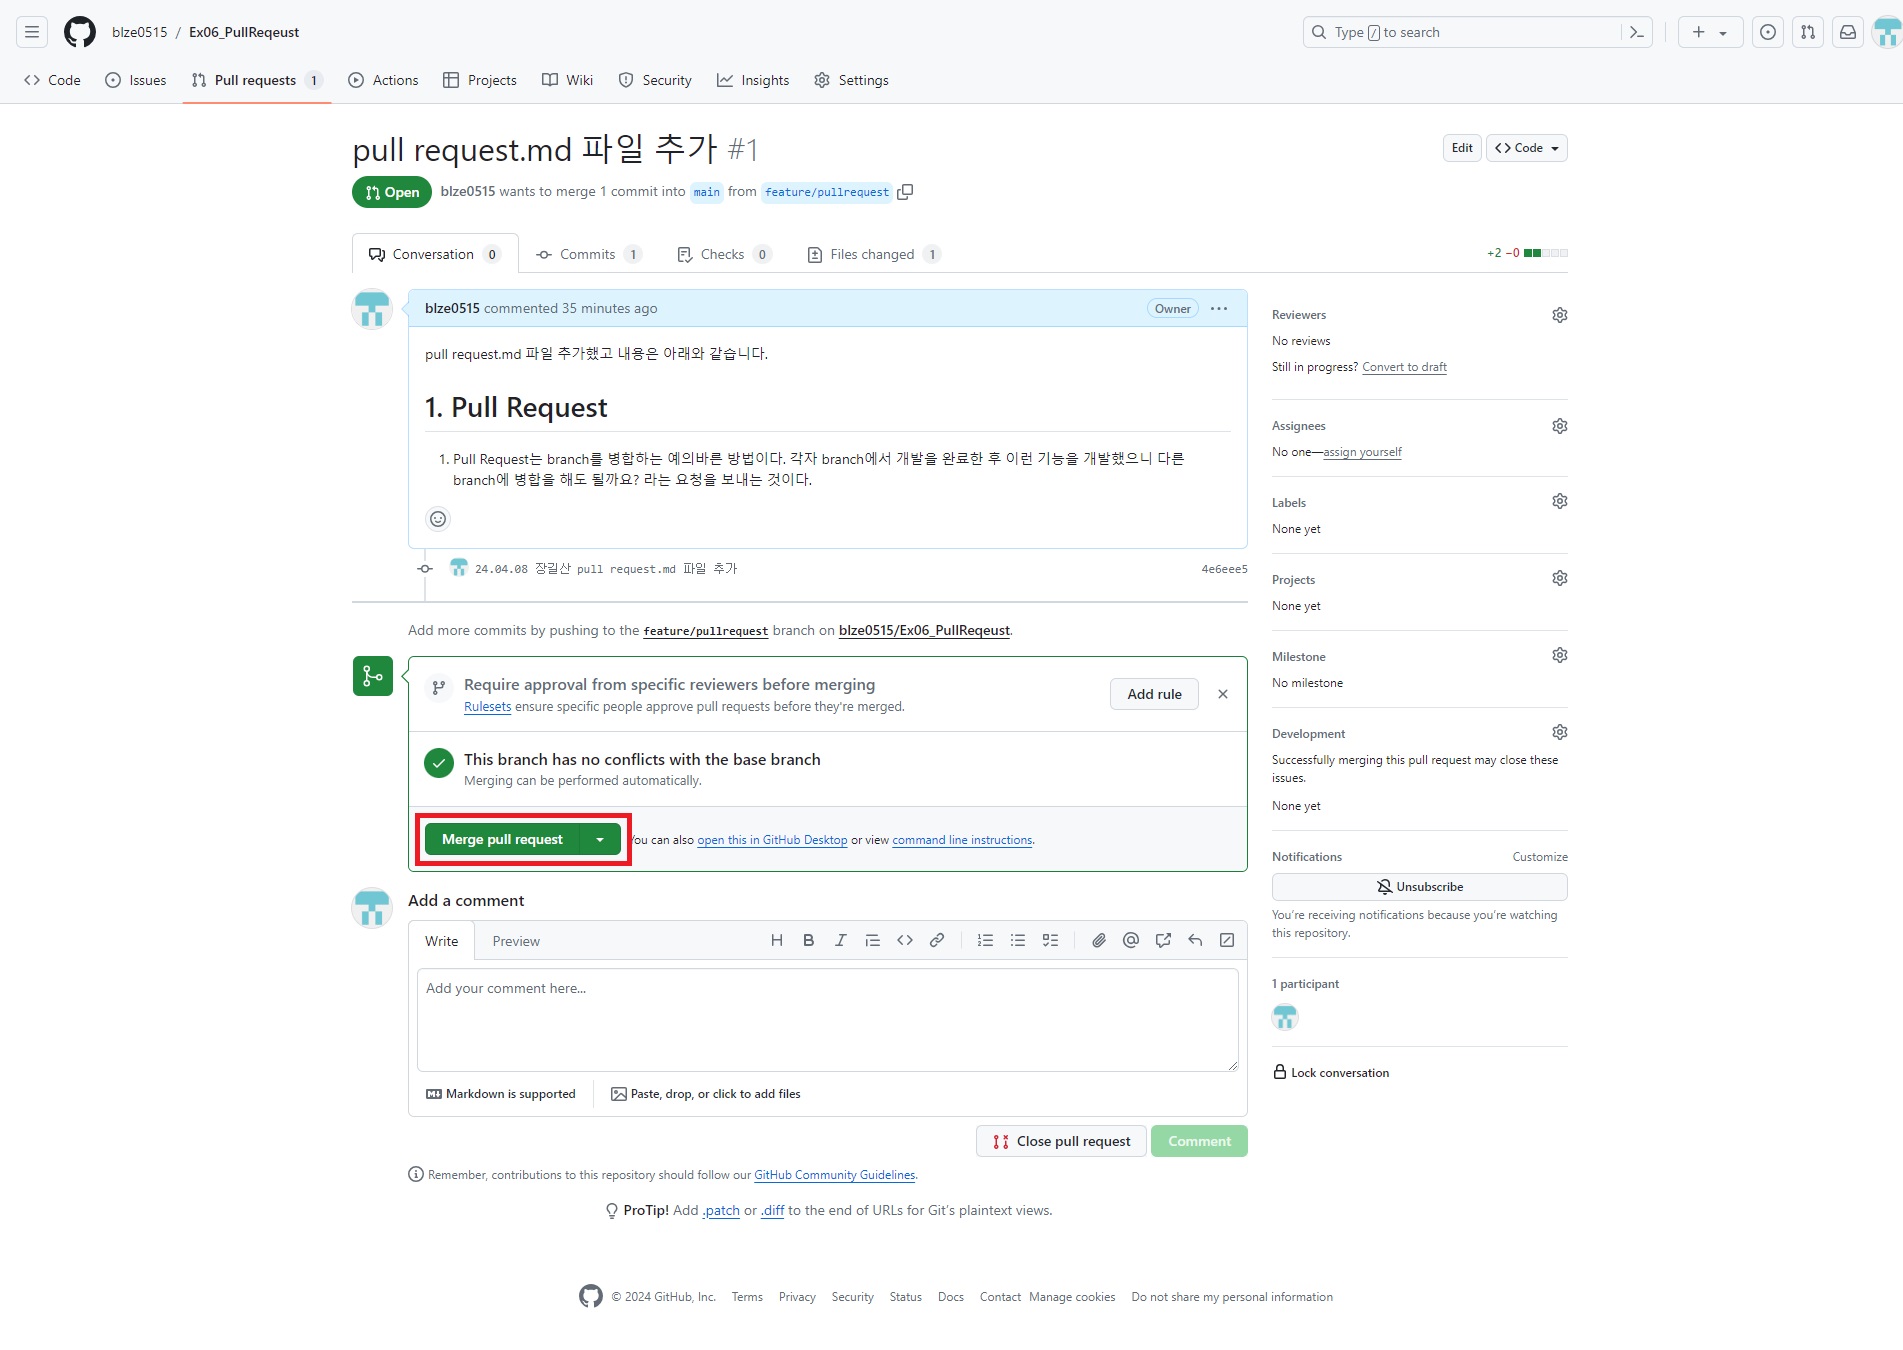 blze0515 / Ex06_PullReqeust
Type / to search
Code Issues Pull requests 1 Actions Projects Wiki Security Insights Settings
pull request.md 파일 추가 #1
Edit Code
Open blze0515 wants to merge 1 commit into main from feature/pullrequest
Conversation 0 Commits 1 Checks 0 Files changed 1
+2 −0
blze0515 commented 35 minutes ago
Owner
pull request.md 파일 추가했고 내용은 아래와 같습니다.
1. Pull Request
1. Pull Request는 branch를 병합하는 예의바른 방법이다. 각자 branch에서 개발을 완료한 후 이런 기능을 개발했으니 다른
branch에 병합을 해도 될까요? 라는 요청을 보내는 것이다.
24.04.08 장길산 pull request.md 파일 추가
4e6eee5
Add more commits by pushing to the feature/pullrequest branch on blze0515/Ex06_PullReqeust.
Require approval from specific reviewers before merging
Rulesets ensure specific people approve pull requests before they're merged.
Add rule
This branch has no conflicts with the base branch
Merging can be performed automatically.
Merge pull request
You can also open this in GitHub Desktop or view command line instructions.
Add a comment
Write Preview
Add your comment here...
Markdown is supported
Paste, drop, or click to add files
Close pull request Comment
Remember, contributions to this repository should follow our GitHub Community Guidelines.
ProTip! Add .patch or .diff to the end of URLs for Git's plaintext views.
Reviewers
No reviews
Still in progress? Convert to draft
Assignees
No one—assign yourself
Labels
None yet
Projects
None yet
Milestone
No milestone
Development
Successfully merging this pull request may close these
issues.
None yet
Notifications Customize
Unsubscribe
You're receiving notifications because you're watching
this repository.
1 participant
Lock conversation
© 2024 GitHub, Inc. Terms Privacy Security Status Docs Contact Manage cookies Do not share my personal information